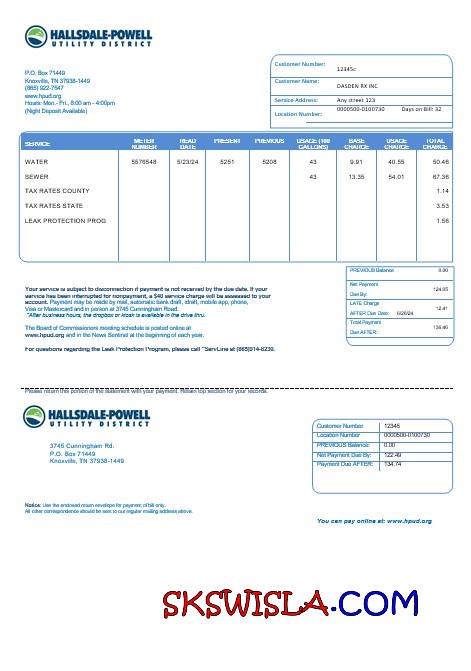 HALLSDALE-POWELL
UTILITY DISTRICT
P.O. Box 71449
Knoxville, TN 37938-1449
(865) 922-7547
www.hpud.org
Hours: Mon.- Fri., 8:00 am - 4:00pm
(Night Deposit Available)
Customer Number: 12345c
Customer Name: DASDEN RX INC
Service Address: Any street 123
Location Number: 0000500-0100730 Days on Bill: 32
SERVICE METER NUMBER READ DATE PRESENT PREVIOUS USAGE (100 GALLONS) BASE CHARGE USAGE CHARGE TOTAL CHARGE
WATER 5576548 5/23/24 5251 5208 43 9.91 40.55 50.46
SEWER 43 13.35 54.01 67.36
TAX RATES COUNTY 1.14
TAX RATES STATE 3.53
LEAK PROTECTION PROG 1.56
PREVIOUS Balance 0.00
Net Payment
Due By: 124.05
LATE Charge
AFTER Due Date: 6/26/24 12.41
Total Payment
Due AFTER: 136.46
Your service is subject to disconnection if payment is not received by the due date. If your
service has been interrupted for nonpayment, a $40 service charge will be assessed to your
account. Payment may be made by mail, automatic bank draft, idraft, mobile app, phone,
Visa or Mastercard and in person at 3745 Cunningham Road.
*After business hours, the dropbox or kiosk is available in the drive thru.
The Board of Commissioners meeting schedule is posted online at
www.hpud.org and in the News Sentinel at the beginning of each year.
For questions regarding the Leak Protection Program, please call "ServLine at (865)914-8239.
Please return this portion of the statement with your payment. Retain top section for your records.
HALLSDALE-POWELL
UTILITY DISTRICT
3745 Cunningham Rd.
P.O. Box 71449
Knoxville, TN 37938-1449
Customer Number 12345
Location Number 0000500-0100730
PREVIOUS Balance: 0.00
Net Payment Due By: 122.49
Payment Due AFTER: 134.74
Notice: Use the enclosed return envelope for payment of bill only.
All other correspondence should be sent to our regular mailing address above.
You can pay online at: www.hpud.org
SKSWISLA.COM